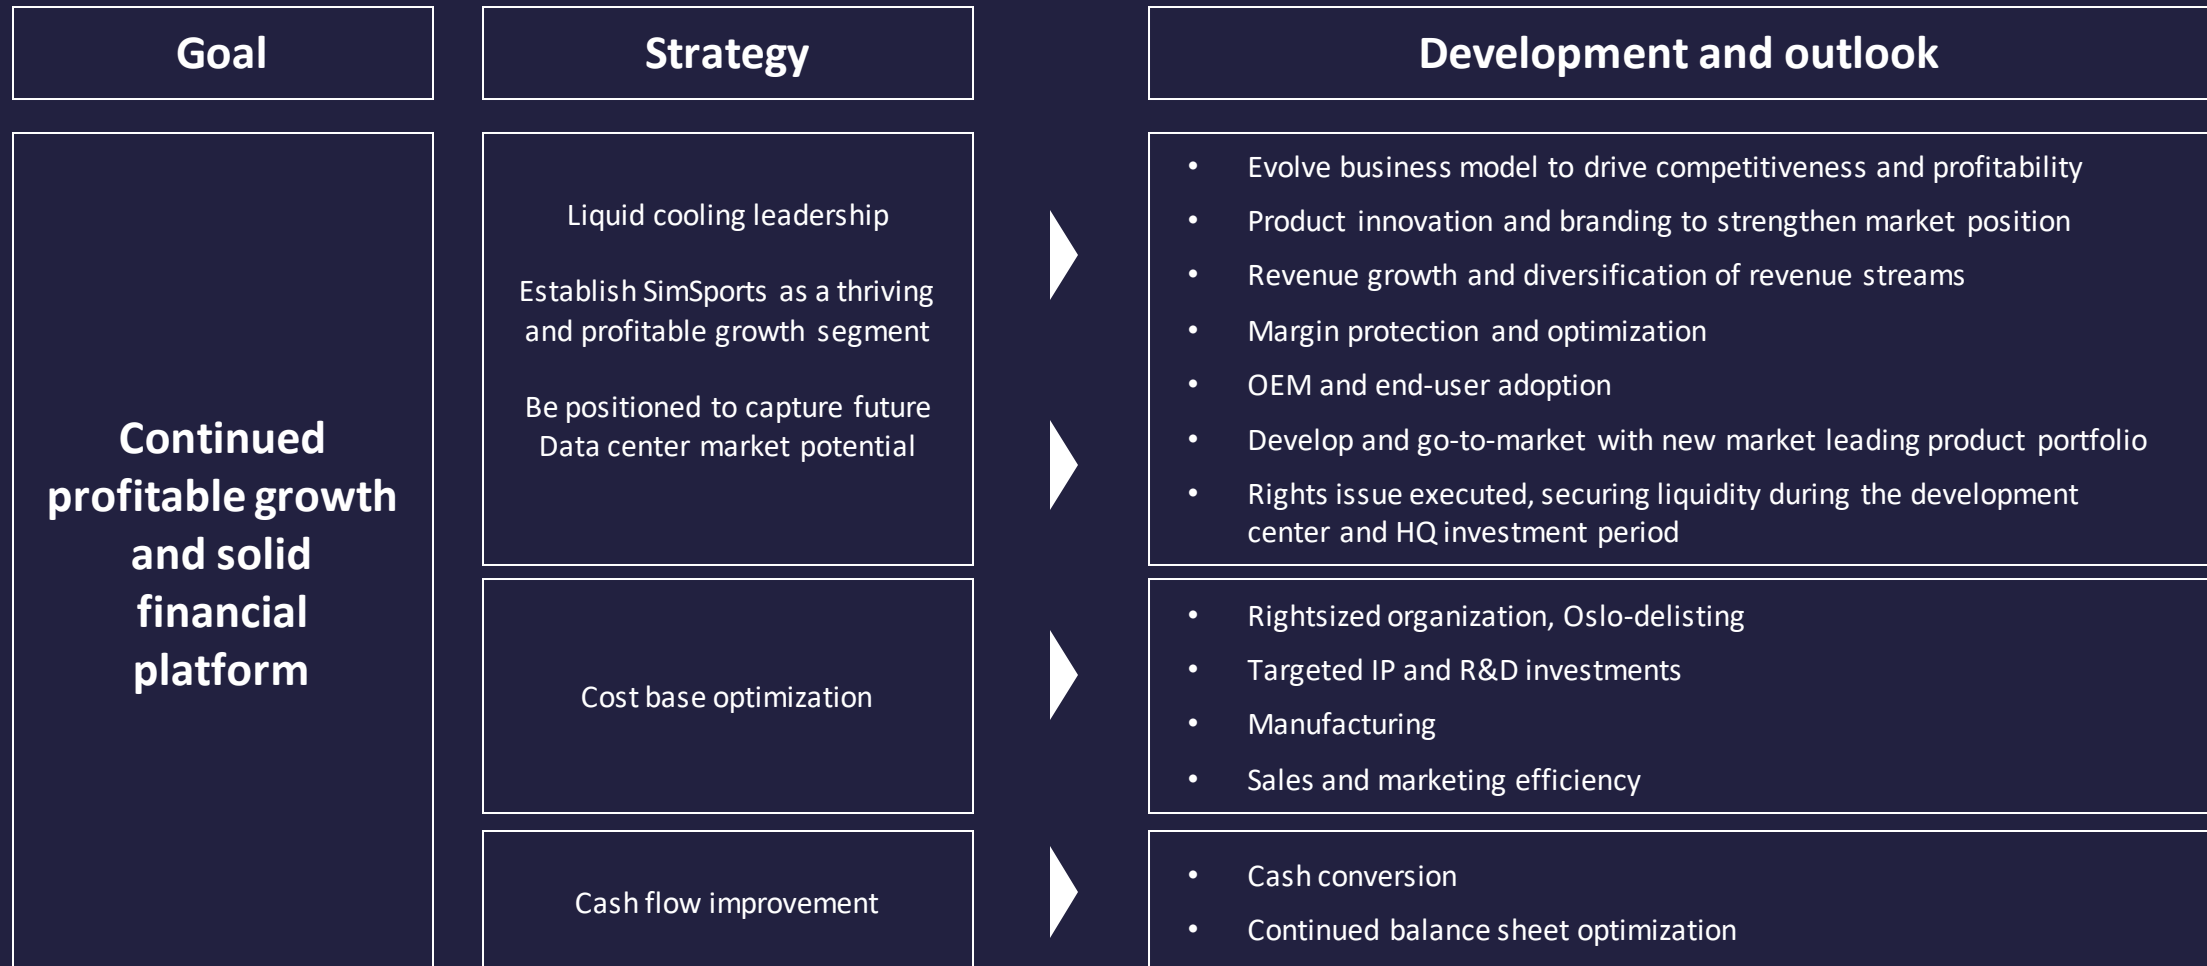 Goal
Strategy
Development and outlook
Continued
profitable growth
and solid
financial
platform
Liquid cooling leadership
Establish SimSports as a thriving
and profitable growth segment
Be positioned to capture future
Data center market potential
• Evolve business model to drive competitiveness and profitability
• Product innovation and branding to strengthen market position
• Revenue growth and diversification of revenue streams
• Margin protection and optimization
• OEM and end-user adoption
• Develop and go-to-market with new market leading product portfolio
• Rights issue executed, securing liquidity during the development
center and HQ investment period
Cost base optimization
• Rightsized organization, Oslo-delisting
• Targeted IP and R&D investments
• Manufacturing
• Sales and marketing efficiency
Cash flow improvement
• Cash conversion
• Continued balance sheet optimization